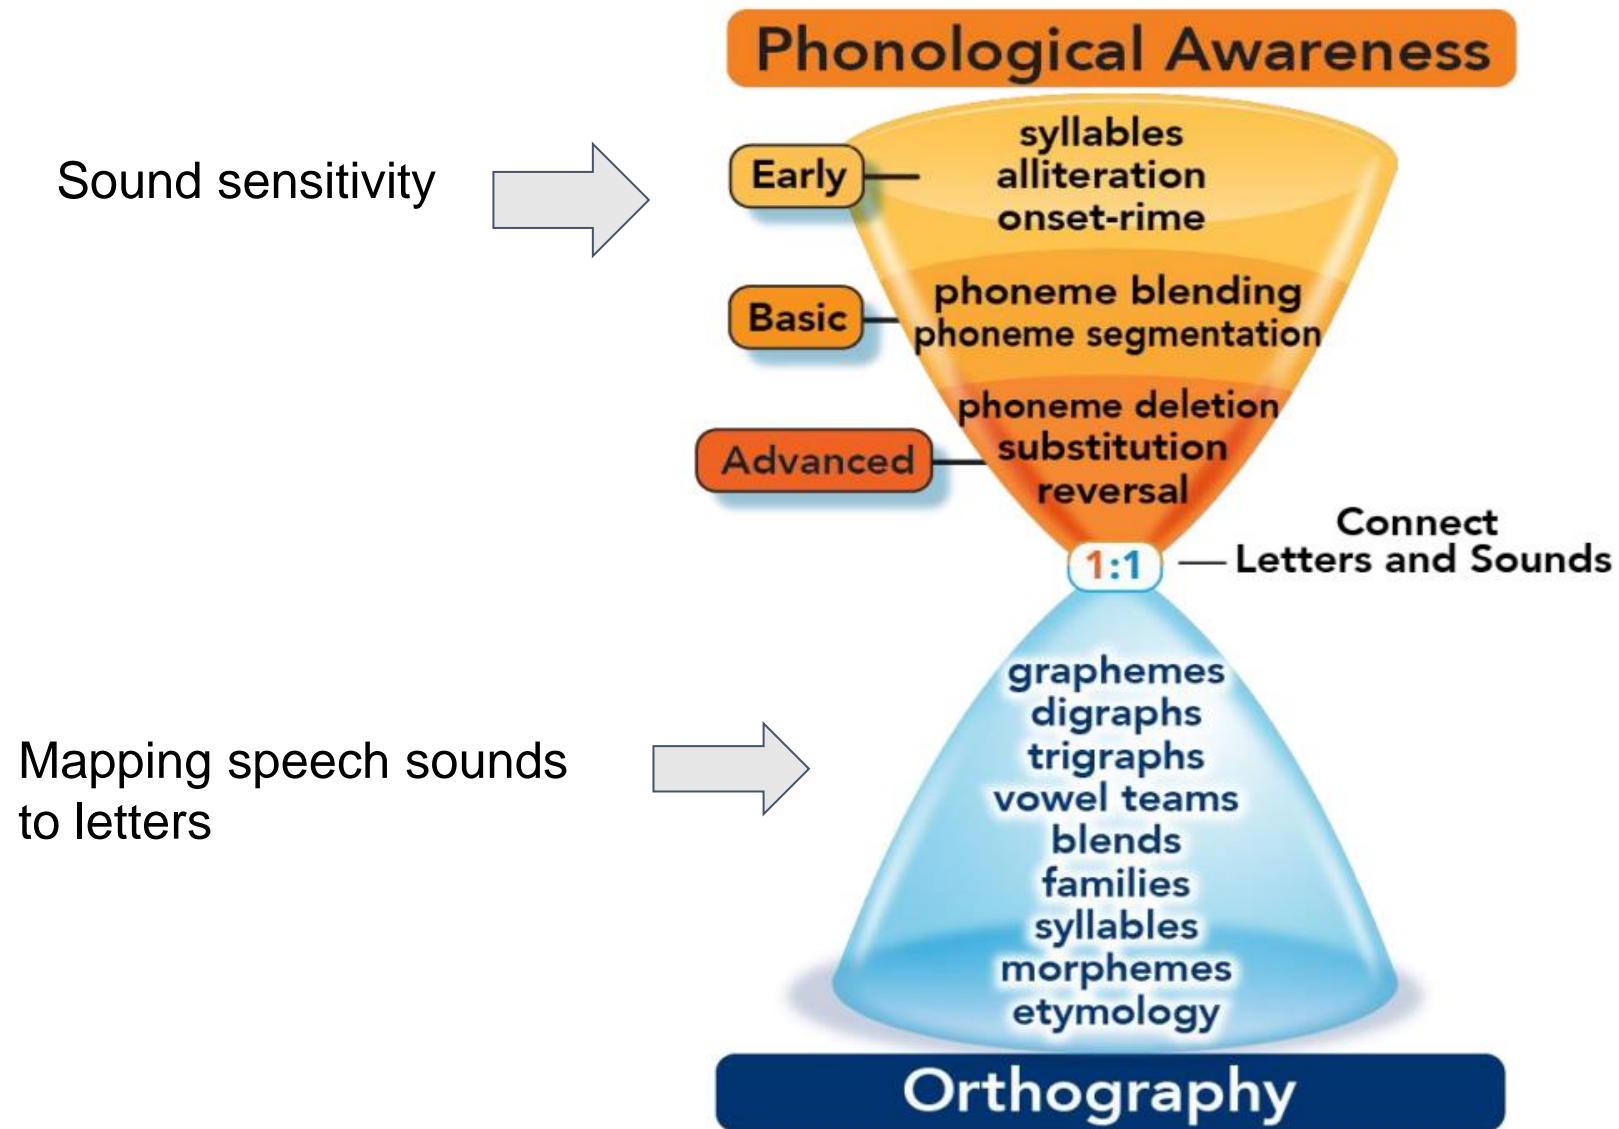 Phonological Awareness
Sound sensitivity
Early
syllables
alliteration
onset-rime
Basic
phoneme blending
phoneme segmentation
Advanced
phoneme deletion
substitution
reversal
1:1
Connect
Letters and Sounds
Mapping speech sounds
to letters
graphemes
digraphs
trigraphs
vowel teams
blends
families
syllables
morphemes
etymology
Orthography